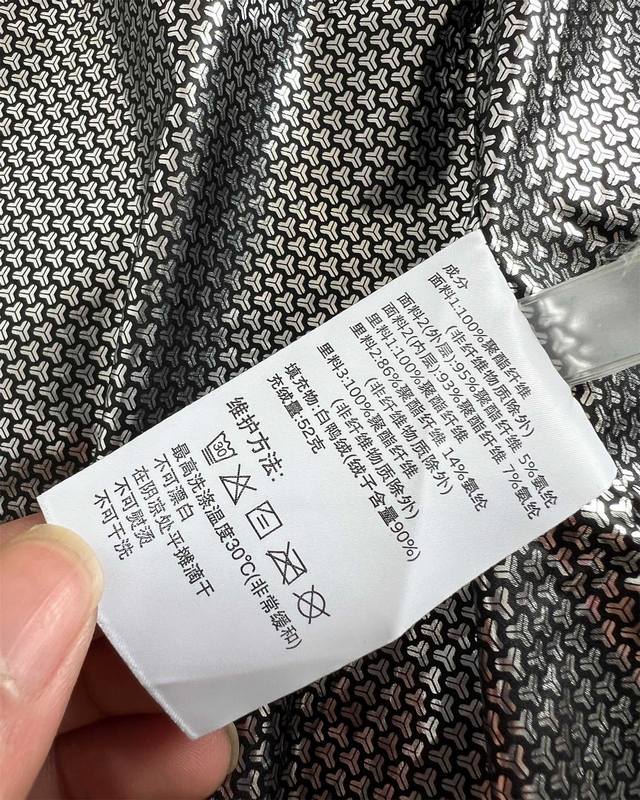 成分
面料1:100%聚酯纤维
(非纤维物质除外)
面料2(外层):95%聚酯纤维 5%氨纶
面料2(内层):93%聚酯纤维 7%氨纶
里料1:100%聚酯纤维
里料2:86%聚酯纤维 14%氨纶
(非纤维物质除外)
里料3:100%聚酯纤维
(非纤维物质除外)
填充物:白鸭绒(绒子含量90%)
充绒量:52克
维护方法:
30
最高洗涤温度30℃(非常缓和)
不可漂白
在阴凉处平摊滴干
不可熨烫
不可干洗